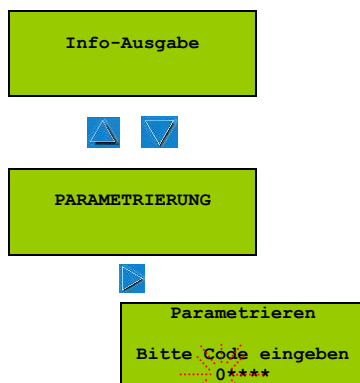 Info-Ausgabe
PARAMETRIERUNG
Parametrieren
Bitte Code eingeben
0****